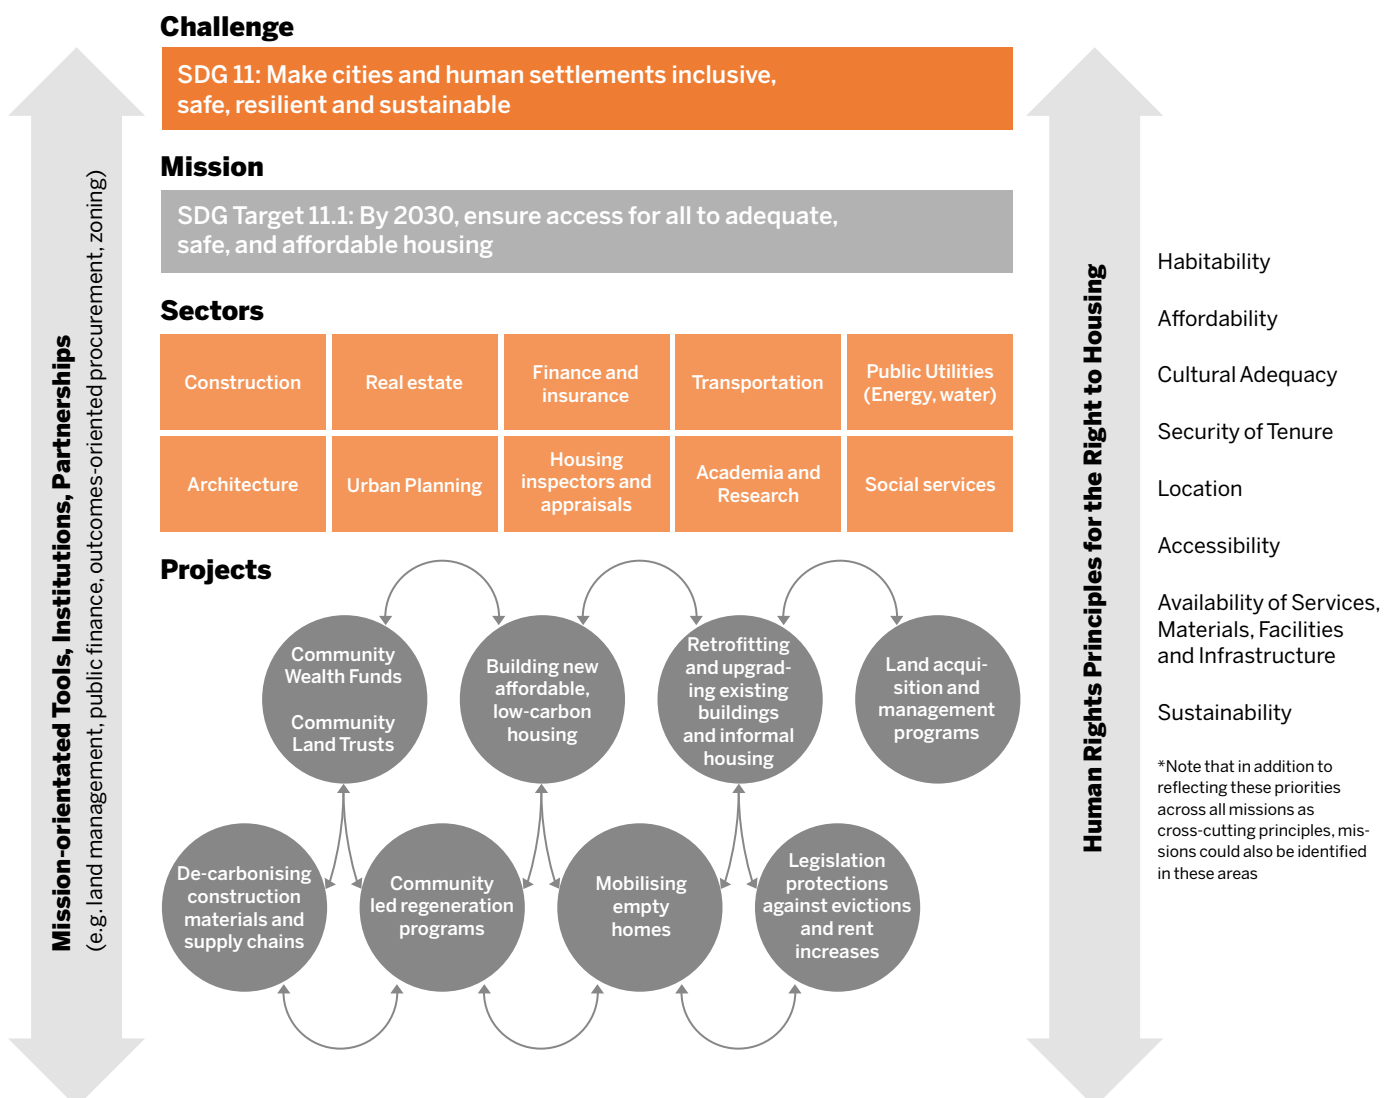 Challenge
SDG 11: Make cities and human settlements inclusive,
safe, resilient and sustainable
Mission
SDG Target 11.1: By 2030, ensure access for all to adequate,
safe, and affordable housing
Sectors
Construction
Real estate
Finance and
insurance
Transportation
Public Utilities
(Energy, water)
Architecture
Urban Planning
Housing
inspectors and
appraisals
Academia and
Research
Social services
Projects
Community
Wealth Funds
Community
Land Trusts
Building new
affordable,
low-carbon
housing
Retrofitting
and upgrad-
ing existing
buildings
and informal
housing
Land acqui-
sition and
management
programs
De-carbonising
construction
materials and
supply chains
Community
led regeneration
programs
Mobilising
empty
homes
Legislation
protections
against evictions
and rent
increases
Mission-orientated Tools, Institutions, Partnerships
(e.g. land management, public finance, outcomes-oriented procurement, zoning)
Human Rights Principles for the Right to Housing
Habitability
Affordability
Cultural Adequacy
Security of Tenure
Location
Accessibility
Availability of Services,
Materials, Facilities
and Infrastructure
Sustainability
*Note that in addition to
reflecting these priorities
across all missions as
cross-cutting principles, mis-
sions could also be identified
in these areas